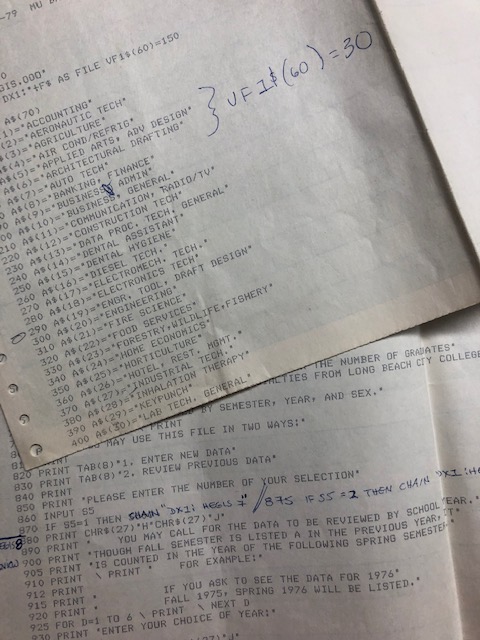 -79 MU
GIS.000"
DX1:"+F$ AS FILE VF1$(60)=150
A$(70)
(1)="ACCOUNTING"
$(2)="AERONAUTIC TECH"
A$(3)="AGRICULTURE"
A$(4)="AIR COND/REFRIG"
A$(5)="APPLIED ARTS, ADV DESIGN"
A$(6)="ARCHITECTURAL DRAFTING"
A$(7)="AUTO TECH"
A$(8)="BANKING, FINANCE"
A$(9)="BUSINESS ADMIN"
A$(10)="BUSINESS, GENERAL"
210 A$(11)="COMMUNICATION, RADIO/TV"
220 A$(12)="CONSTRUCTION TECH"
230 A$(13)="DATA PROC. TECH. GENERAL"
240 A$(14)="DENTAL ASSISTANT"
250 A$(15)="DENTAL HYGIENE"
260 A$(16)="DIESEL TECH."
270 A$(17)="ELECTROMECH. TECH."
280 A$(18)="ELECTRONICS TECH"
290 A$(19)="ENGR. TOOL, DRAFT DESIGN"
300 A$(20)="ENGINEERING"
310 A$(21)="FIRE SCIENCE"
320 A$(22)="FOOD SERVICES"
330 A$(23)="FORESTRY,WILDLIFE,FISHERY"
340 A$(24)="HOME ECONOMICS"
350 A$(25)="HORTICULTURE"
360 A$(26)="HOTEL, REST. MGMT."
370 A$(27)="INDUSTRIAL TECH."
380 A$(28)="INHALATION THERAPY"
390 A$(29)="KEYPUNCH"
400 A$(30)="LAB TECH. GENERAL"
} VF1$(60)=30
THE NUMBER OF GRADUATES"
FROM LONG BEACH CITY COLLEGE
BY SEMESTER, YEAR, AND SEX."
PRINT
MAY USE THIS FILE IN TWO WAYS:"
820 PRINT TAB(8)"1. ENTER NEW DATA"
830 PRINT TAB(8)"2. REVIEW PREVIOUS DATA"
840 PRINT
850 PRINT "PLEASE ENTER THE NUMBER OF YOUR SELECTION"
860 INPUT S5
870 IF S5=1 THEN CHAIN "DX1: HEGIS 7" / 875 IF S5=2 THEN CHAIN "DX1:HE
880 PRINT CHR$(27)"H"CHR$(27)"J"
890 PRINT " YOU MAY CALL FOR THE DATA TO BE REVIEWED BY SCHOOL YEAR."
900 PRINT "THOUGH FALL SEMESTER IS LISTED A IN THE PREVIOUS YEAR, IT"
905 PRINT "IS COUNTED IN THE YEAR OF THE FOLLOWING SPRING SEMESTER"
910 PRINT \ PRINT " FOR EXAMPLE:"
912 PRINT
915 PRINT " IF YOU ASK TO SEE THE DATA FOR 1976"
920 PRINT " FALL 1975, SPRING 1976 WILL BE LISTED."
925 FOR D=1 TO 6 \ PRINT \ NEXT D
930 PRINT "ENTER YOUR CHOICE OF YEAR:"